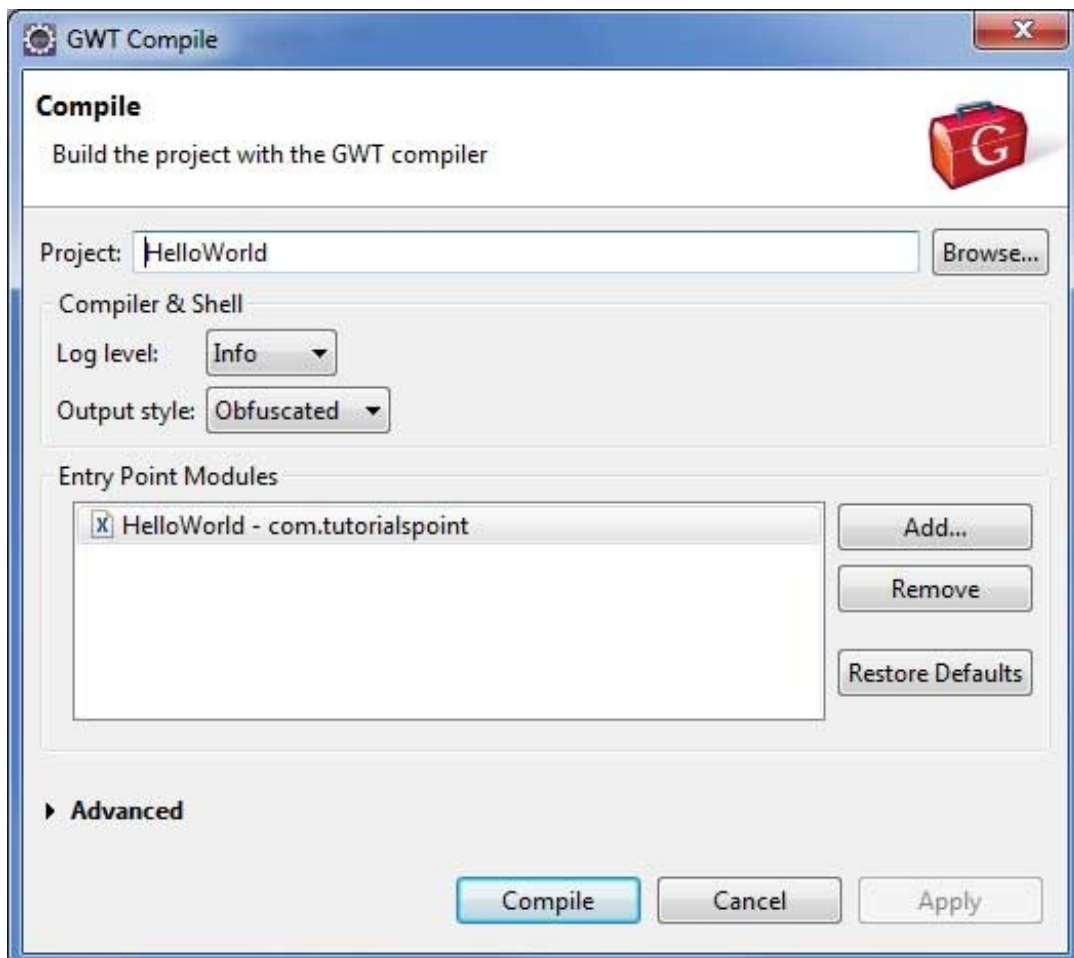 GWT Compile
Compile
Build the project with the GWT compiler
G
Project: HelloWorld Browse...
Compiler & Shell
Log level: Info
Output style: Obfuscated
Entry Point Modules
HelloWorld - com.tutorialspoint
Add...
Remove
Restore Defaults
Advanced
Compile Cancel Apply